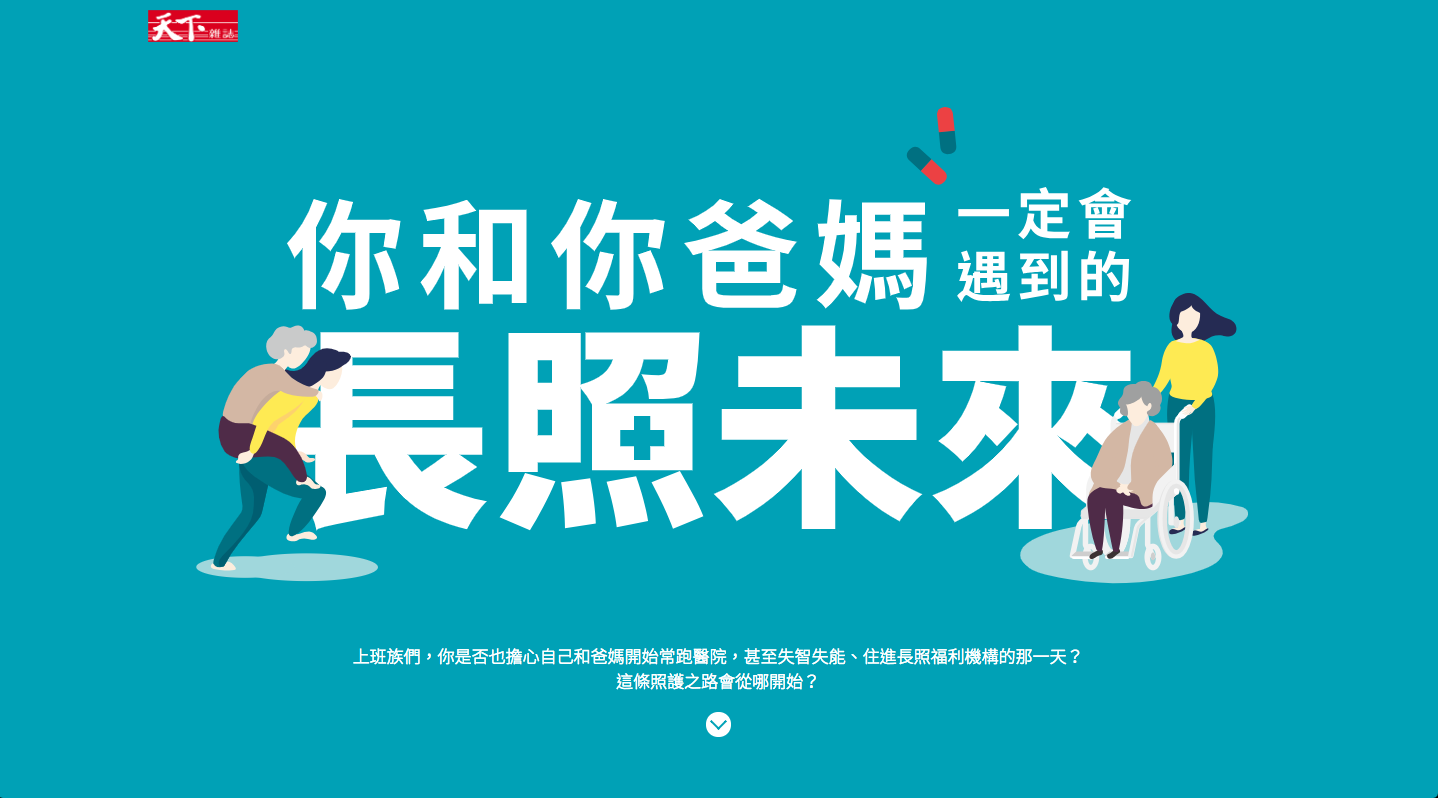 天下雜誌
你和你爸媽
一定會
遇到的
長照未來
上班族們，你是否也擔心自己和爸媽開始常跑醫院，甚至失智失能、住進長照福利機構的那一天？
這條照護之路會從哪開始？